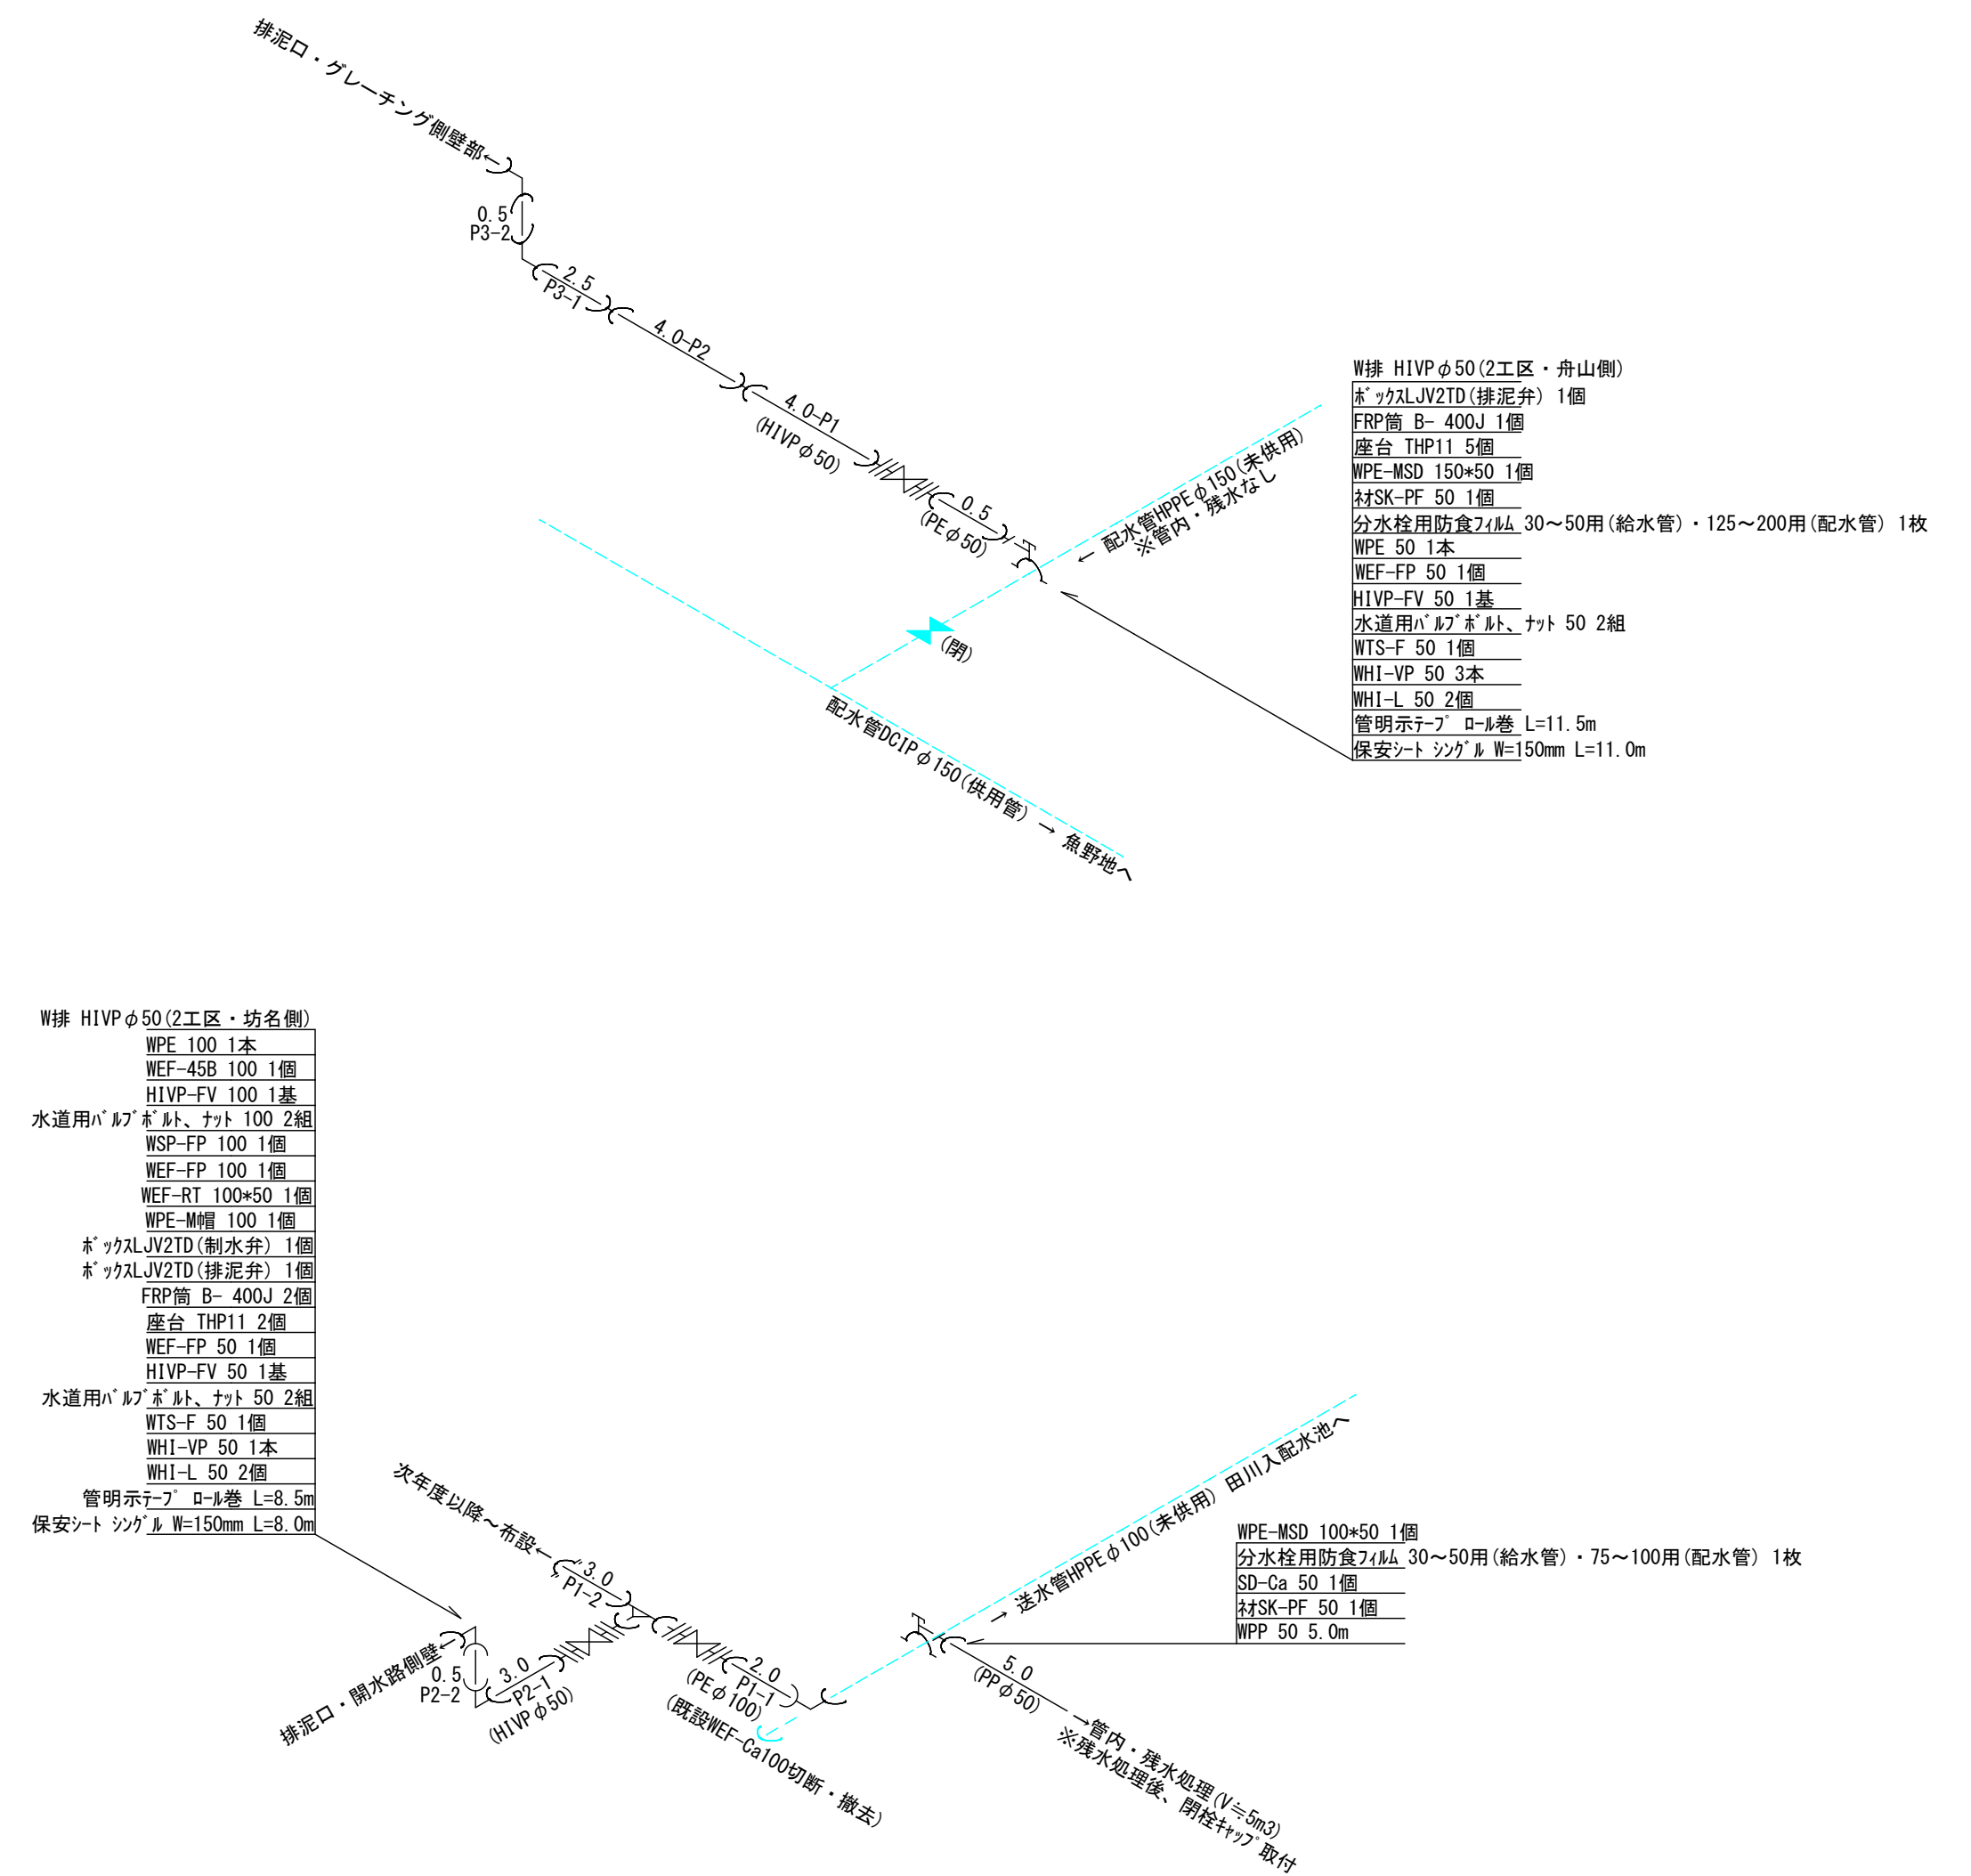 排泥口・グレーチング側壁部←
0.5
P3-2
2.5
P3-1
4.0-P2
4.0-P1
(HIVPφ50)
0.5
(PEφ50)
← 配水管HPPEφ150(未供用)
※管内・残水なし
(閉)
配水管DCIPφ150(供用管) → 魚野地へ
W排 HIVPφ50(2工区・舟山側)
ﾎﾞｯｸｽLJV2TD(排泥弁) 1個
FRP筒 B- 400J 1個
座台 THP11 5個
WPE-MSD 150*50 1個
ﾈｵSK-PF 50 1個
分水栓用防食ﾌｨﾙﾑ 30～50用(給水管)・125～200用(配水管) 1枚
WPE 50 1本
WEF-FP 50 1個
HIVP-FV 50 1基
水道用ﾊﾞﾙﾌﾞﾎﾞﾙﾄ、ﾅｯﾄ 50 2組
WTS-F 50 1個
WHI-VP 50 3本
WHI-L 50 2個
管明示ﾃｰﾌﾟ ﾛｰﾙ巻 L=11.5m
保安ｼｰﾄ ｼﾝｸﾞﾙ W=150mm L=11.0m
W排 HIVPφ50(2工区・坊名側)
WPE 100 1本
WEF-45B 100 1個
HIVP-FV 100 1基
水道用ﾊﾞﾙﾌﾞﾎﾞﾙﾄ、ﾅｯﾄ 100 2組
WSP-FP 100 1個
WEF-FP 100 1個
WEF-RT 100*50 1個
WPE-M帽 100 1個
ﾎﾞｯｸｽLJV2TD(制水弁) 1個
ﾎﾞｯｸｽLJV2TD(排泥弁) 1個
FRP筒 B- 400J 2個
座台 THP11 2個
WEF-FP 50 1個
HIVP-FV 50 1基
水道用ﾊﾞﾙﾌﾞﾎﾞﾙﾄ、ﾅｯﾄ 50 2組
WTS-F 50 1個
WHI-VP 50 1本
WHI-L 50 2個
管明示ﾃｰﾌﾟ ﾛｰﾙ巻 L=8.5m
保安ｼｰﾄ ｼﾝｸﾞﾙ W=150mm L=8.0m
次年度以降～布設←
3.0
P1-2
排泥口・開水路側壁←
0.5
P2-2
3.0
P2-1
(HIVPφ50)
2.0
P1-1
(PEφ100)
(既設WEF-Ca100切断・撤去)
→ 送水管HPPEφ100(未供用) 田川入配水池へ
5.0
(PPφ50)
→管内・残水処理(V≒5m3)
※残水処理後、閉栓ｷｬｯﾌﾟ取付
WPE-MSD 100*50 1個
分水栓用防食ﾌｨﾙﾑ 30～50用(給水管)・75～100用(配水管) 1枚
SD-Ca 50 1個
ﾈｵSK-PF 50 1個
WPP 50 5.0m